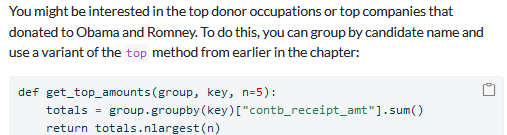 You might be interested in the top donor occupations or top companies that
donated to Obama and Romney. To do this, you can group by candidate name and
use a variant of the top method from earlier in the chapter:
def get_top_amounts(group, key, n=5):
    totals = group.groupby(key)["contb_receipt_amt"].sum()
    return totals.nlargest(n)